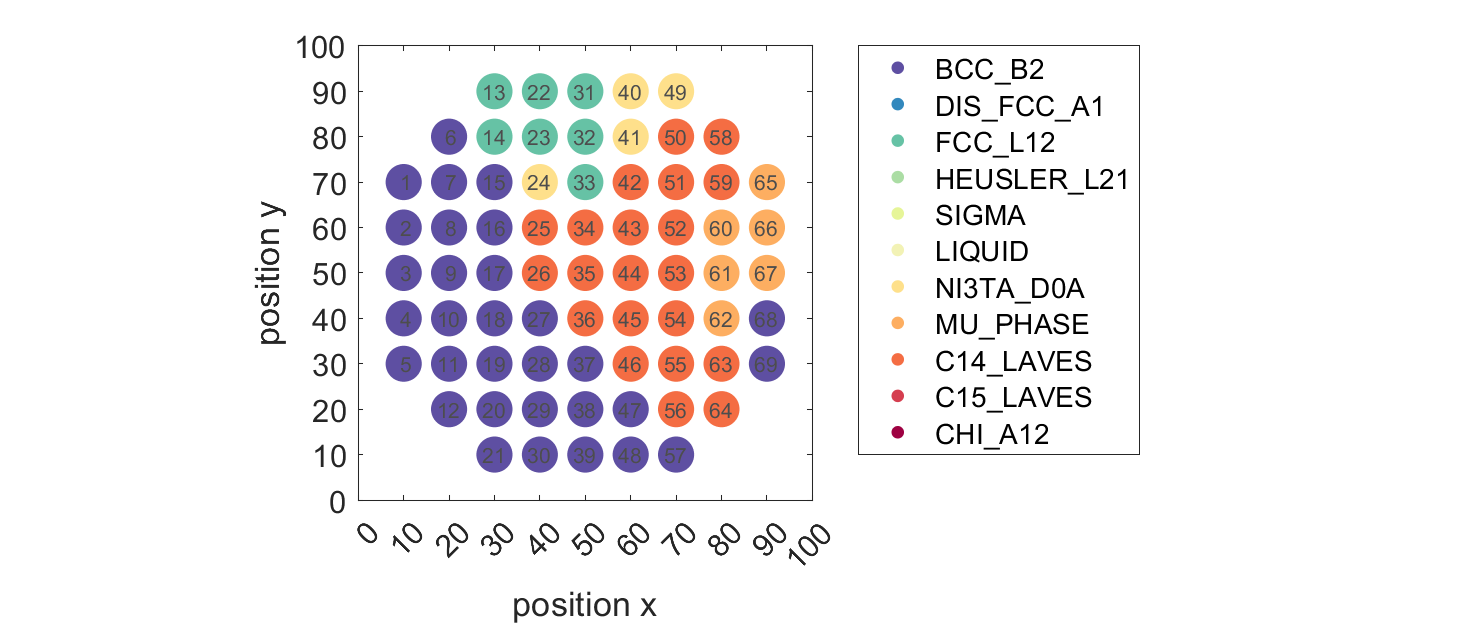 100
90
80
70
60
50
40
30
20
10
0
position y
13 22 31 40 49
6 14 23 32 41 50 58
1 7 15 24 33 42 51 59 65
2 8 16 25 34 43 52 60 66
3 9 17 26 35 44 53 61 67
4 10 18 27 36 45 54 62 68
5 11 19 28 37 46 55 63 69
12 20 29 38 47 56 64
21 30 39 48 57
0 10 20 30 40 50 60 70 80 90 100
position x
BCC_B2
DIS_FCC_A1
FCC_L12
HEUSLER_L21
SIGMA
LIQUID
NI3TA_D0A
MU_PHASE
C14_LAVES
C15_LAVES
CHI_A12